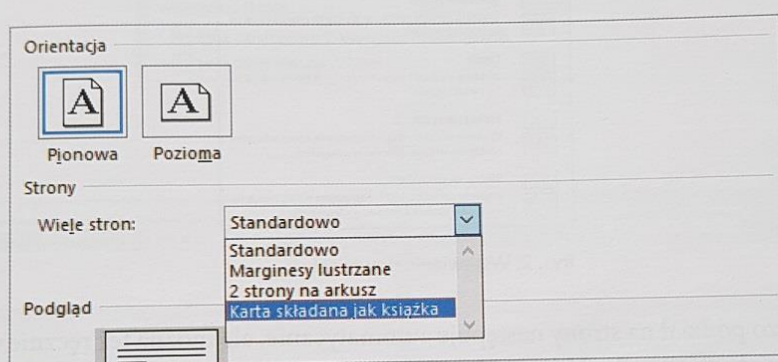 Orientacja
A A
Pionowa Pozioma
Strony
Wiele stron: Standardowo
Standardowo
Marginesy lustrzane
2 strony na arkusz
Karta składana jak książka
Podgląd